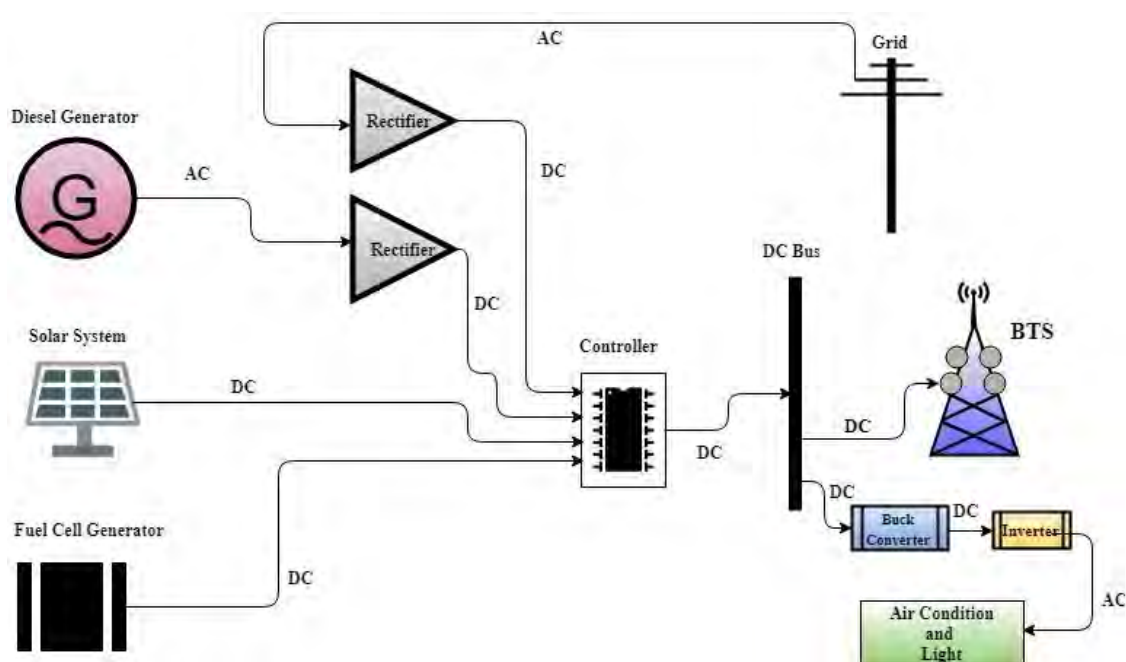 AC
Grid
Rectifier
Diesel Generator
DC
AC
G
Rectifier
DC Bus
DC
Solar System
BTS
Controller
DC
DC
DC
DC
DC
Fuel Cell Generator
Buck
Converter
DC
Inverter
DC
AC
Air Condition
and
Light